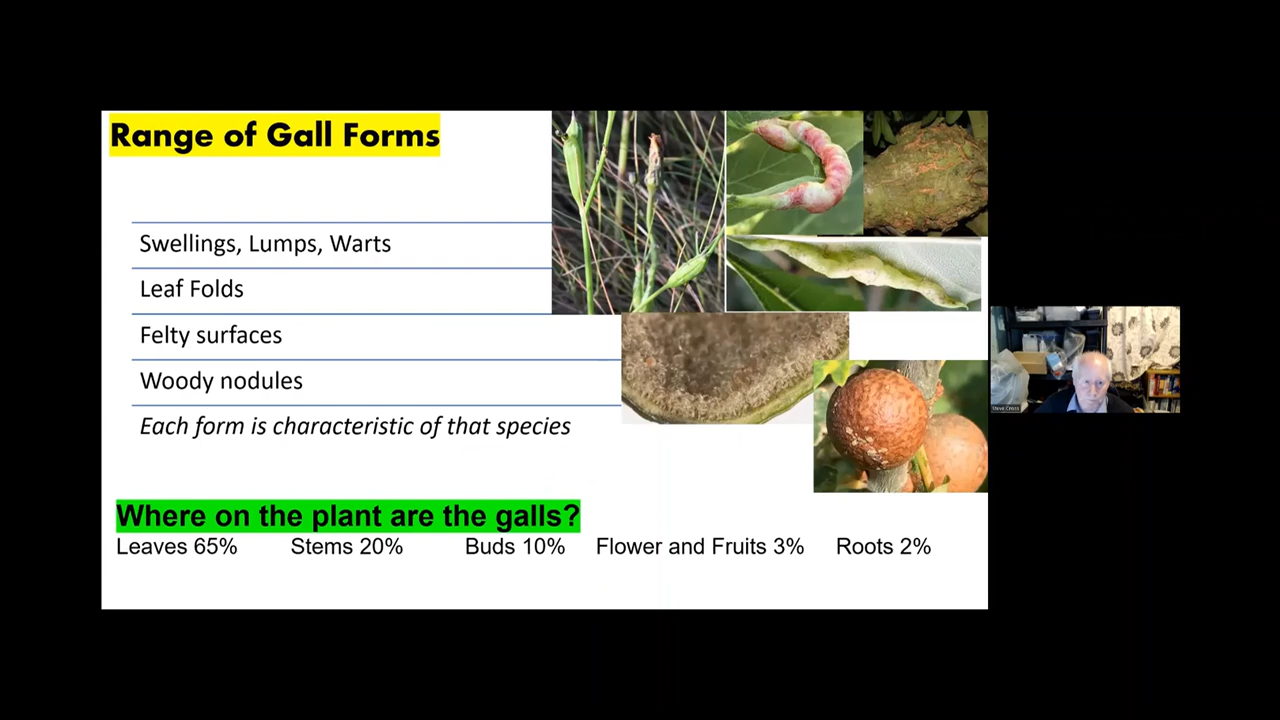 Range of Gall Forms
Swellings, Lumps, Warts
Leaf Folds
Felty surfaces
Woody nodules
Each form is characteristic of that species
Where on the plant are the galls?
Leaves 65% Stems 20% Buds 10% Flower and Fruits 3% Roots 2%
Steve Cross